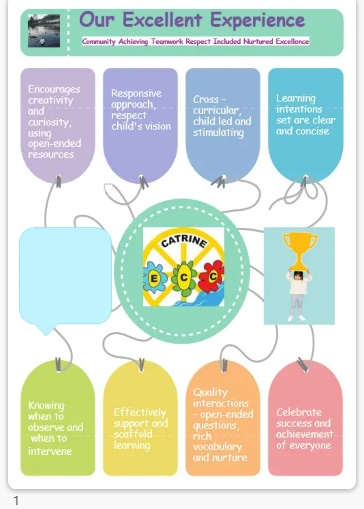 Our Excellent Experience
Community Achieving Teamwork Respect Included Nurtured Excellence
Encourages
creativity
and
curiosity,
using
open-ended
resources
Responsive
approach,
respect
child's vision
Cross -
curricular,
child led and
stimulating
Learning
intentions
set are clear
and concise
CATRINE
E C C
Knowing
when to
observe and
when to
intervene
Effectively
support and
scaffold
learning
Quality
interactions
- open-ended
questions,
rich
vocabulary
and nurture
Celebrate
success and
achievement
of everyone
1